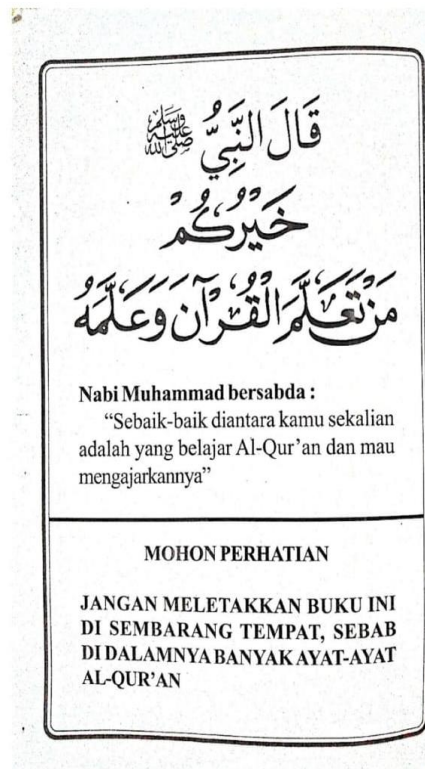 قَالَ النَّبِيُّ ﷺ
خَيْرُكُمْ
مَنْ تَعَلَّمَ الْقُرْآنَ وَعَلَّمَهُ
Nabi Muhammad bersabda :
“Sebaik-baik diantara kamu sekalian
adalah yang belajar Al-Qur’an dan mau
mengajarkannya”
MOHON PERHATIAN
JANGAN MELETAKKAN BUKU INI
DI SEMBARANG TEMPAT, SEBAB
DI DALAMNYA BANYAK AYAT-AYAT
AL-QUR’AN